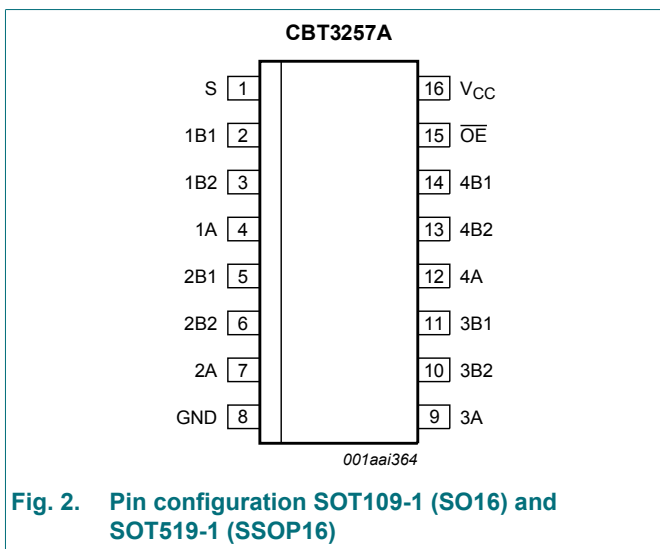 CBT3257A
S 1 16 VCC
1B1 2 15 OE
1B2 3 14 4B1
1A 4 13 4B2
2B1 5 12 4A
2B2 6 11 3B1
2A 7 10 3B2
GND 8 9 3A
001aai364
Fig. 2. Pin configuration SOT109-1 (SO16) and
SOT519-1 (SSOP16)